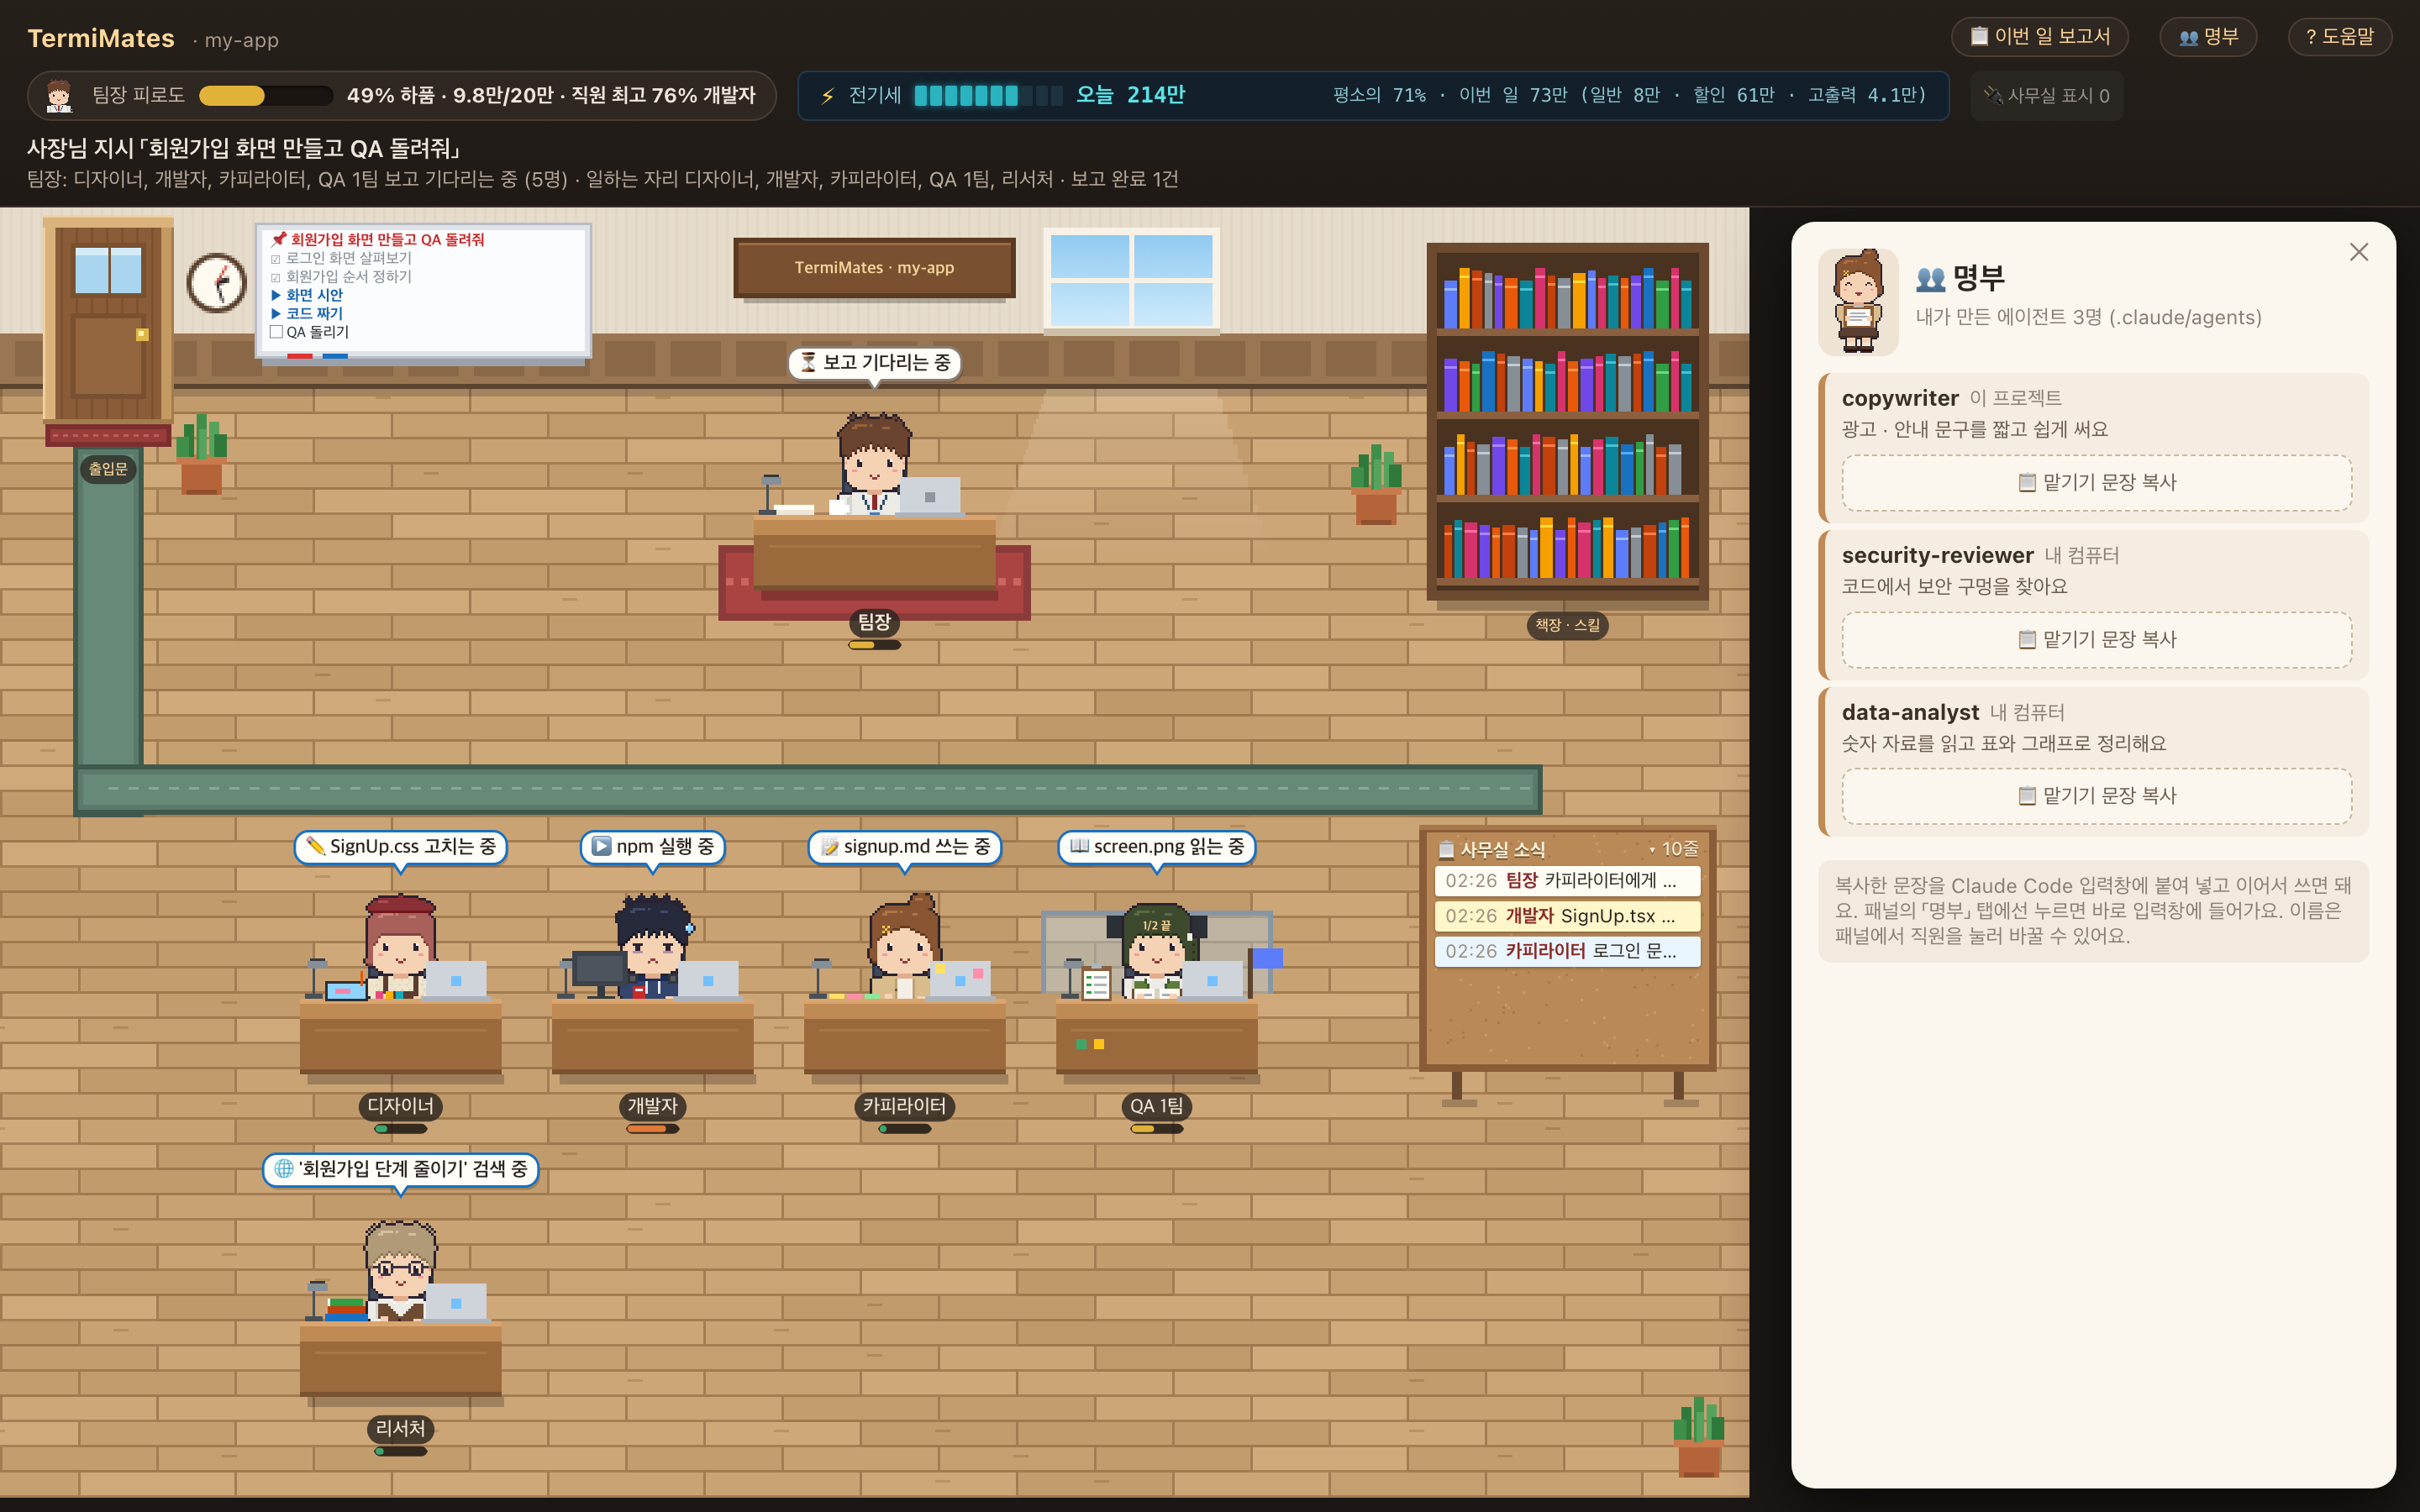 TermiMates · my-app
📋 이번 일 보고서
👥 명부
? 도움말
팀장 피로도 49% 하품 · 9.8만/20만 · 직원 최고 76% 개발자
⚡ 전기세 오늘 214만 평소의 71% · 이번 일 73만 (일반 8만 · 할인 61만 · 고출력 4.1만)
🔌 사무실 표시 0
사장님 지시 「회원가입 화면 만들고 QA 돌려줘」
팀장: 디자이너, 개발자, 카피라이터, QA 1팀 보고 기다리는 중 (5명) · 일하는 자리 디자이너, 개발자, 카피라이터, QA 1팀, 리서처 · 보고 완료 1건
📌 회원가입 화면 만들고 QA 돌려줘
☑ 로그인 화면 살펴보기
☑ 회원가입 순서 정하기
▶ 화면 시안
▶ 코드 짜기
☐ QA 돌리기
TermiMates · my-app
⏳ 보고 기다리는 중
출입문
팀장
책장 · 스킬
✏️ SignUp.css 고치는 중
▶️ npm 실행 중
📝 signup.md 쓰는 중
📖 screen.png 읽는 중
1/2 끝
디자이너
개발자
카피라이터
QA 1팀
📋 사무실 소식 ▾ 10줄
02:26 팀장 카피라이터에게 …
02:26 개발자 SignUp.tsx …
02:26 카피라이터 로그인 문…
🌐 '회원가입 단계 줄이기' 검색 중
리서처
👥 명부
내가 만든 에이전트 3명 (.claude/agents)
copywriter 이 프로젝트
광고 · 안내 문구를 짧고 쉽게 써요
📋 맡기기 문장 복사
security-reviewer 내 컴퓨터
코드에서 보안 구멍을 찾아요
📋 맡기기 문장 복사
data-analyst 내 컴퓨터
숫자 자료를 읽고 표와 그래프로 정리해요
📋 맡기기 문장 복사
복사한 문장을 Claude Code 입력창에 붙여 넣고 이어서 쓰면 돼
요. 패널의 「명부」 탭에선 누르면 바로 입력창에 들어가요. 이름은
패널에서 직원을 눌러 바꿀 수 있어요.